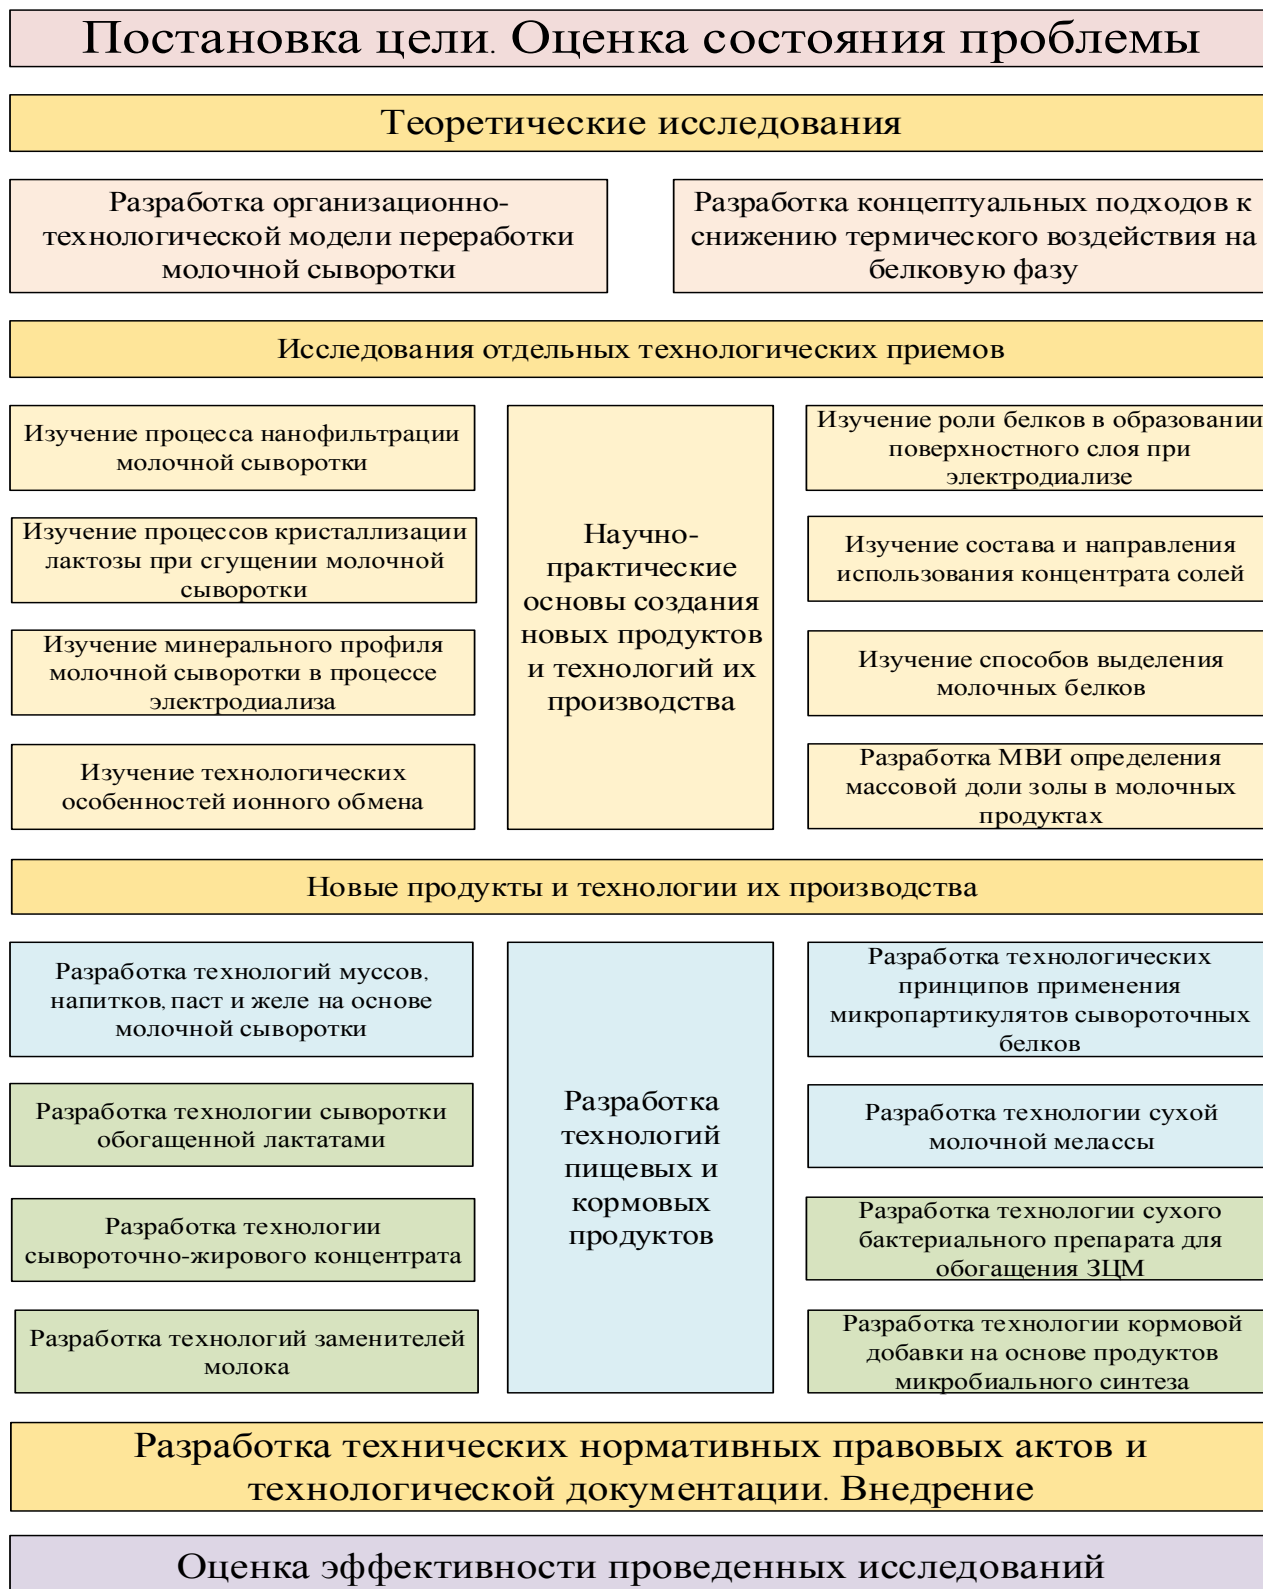 Постановка цели. Оценка состояния проблемы
Теоретические исследования
Разработка организационно-
технологической модели переработки
молочной сыворотки
Разработка концептуальных подходов к
снижению термического воздействия на
белковую фазу
Исследования отдельных технологических приемов
Изучение процесса нанофильтрации
молочной сыворотки
Изучение процессов кристаллизации
лактозы при сгущении молочной
сыворотки
Изучение минерального профиля
молочной сыворотки в процессе
электродиализа
Изучение технологических
особенностей ионного обмена
Научно-
практические
основы создания
новых продуктов
и технологий их
производства
Изучение роли белков в образовании
поверхностного слоя при
электродиализе
Изучение состава и направления
использования концентрата солей
Изучение способов выделения
молочных белков
Разработка МВИ определения
массовой доли золы в молочных
продуктах
Новые продукты и технологии их производства
Разработка технологий муссов,
напитков, паст и желе на основе
молочной сыворотки
Разработка технологии сыворотки
обогащенной лактатами
Разработка технологии
сывороточно-жирового концентрата
Разработка технологий заменителей
молока
Разработка
технологий
пищевых и
кормовых
продуктов
Разработка технологических
принципов применения
микропартикулятов сывороточных
белков
Разработка технологии сухой
молочной мелассы
Разработка технологии сухого
бактериального препарата для
обогащения ЗЦМ
Разработка технологии кормовой
добавки на основе продуктов
микробиального синтеза
Разработка технических нормативных правовых актов и
технологической документации. Внедрение
Оценка эффективности проведенных исследований